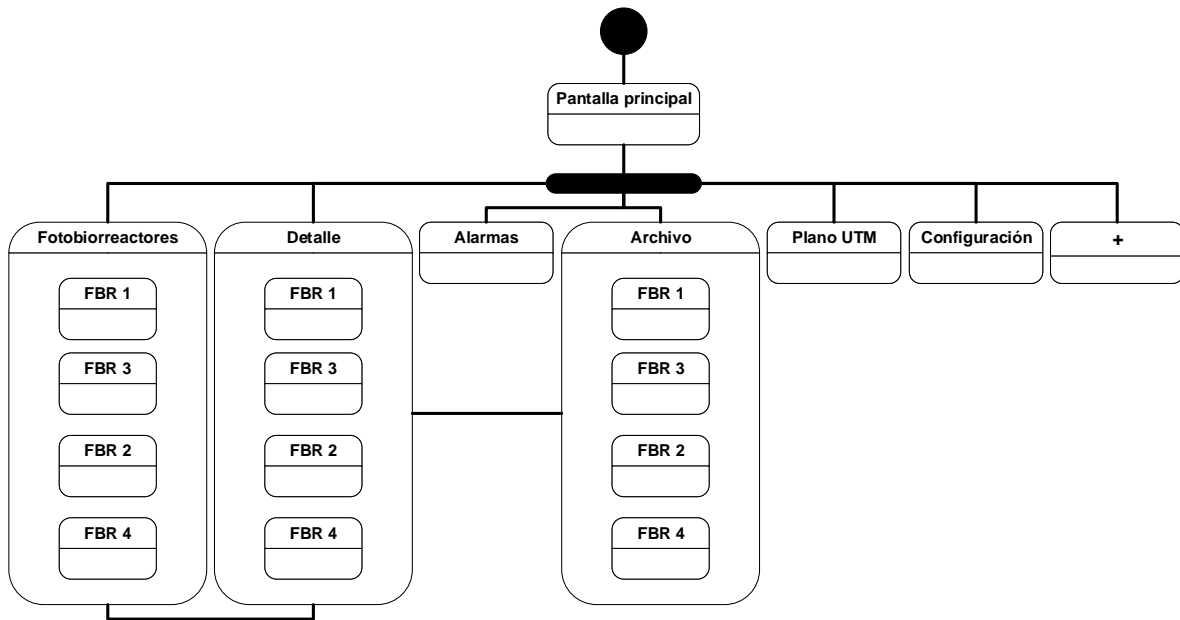 Pantalla principal
Fotobiorreactores
Detalle
Alarmas
Archivo
Plano UTM
Configuración
+
FBR 1
FBR 1
FBR 1
FBR 3
FBR 3
FBR 3
FBR 2
FBR 2
FBR 2
FBR 4
FBR 4
FBR 4